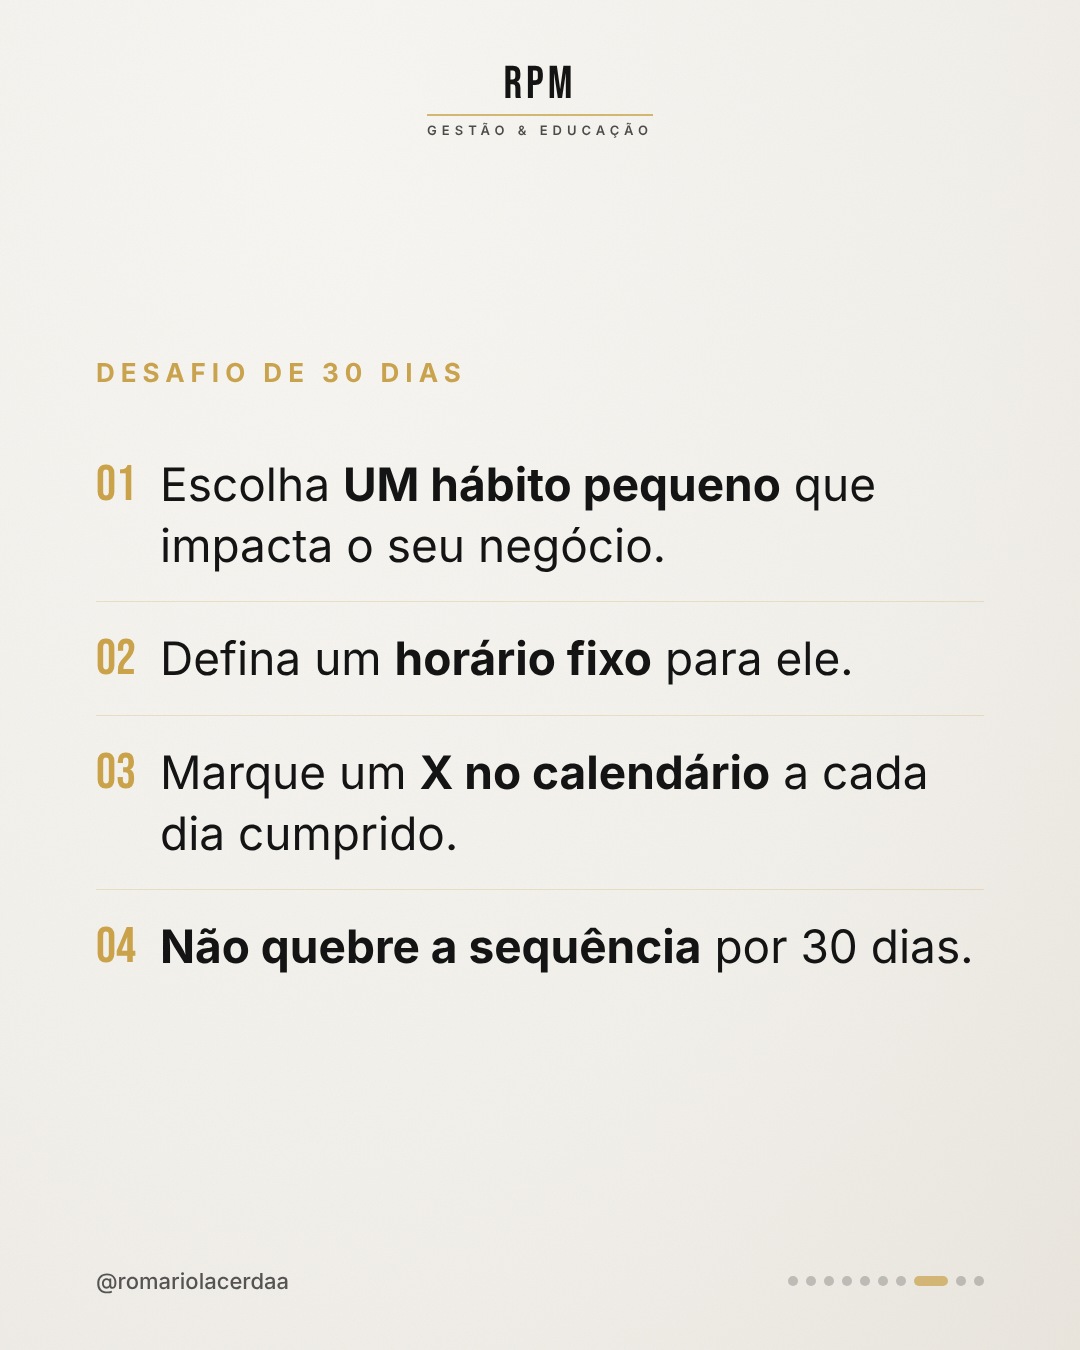 RPM
GESTÃO & EDUCAÇÃO
DESAFIO DE 30 DIAS
01 Escolha UM hábito pequeno que
impacta o seu negócio.
02 Defina um horário fixo para ele.
03 Marque um X no calendário a cada
dia cumprido.
04 Não quebre a sequência por 30 dias.
@romariolacerdaa